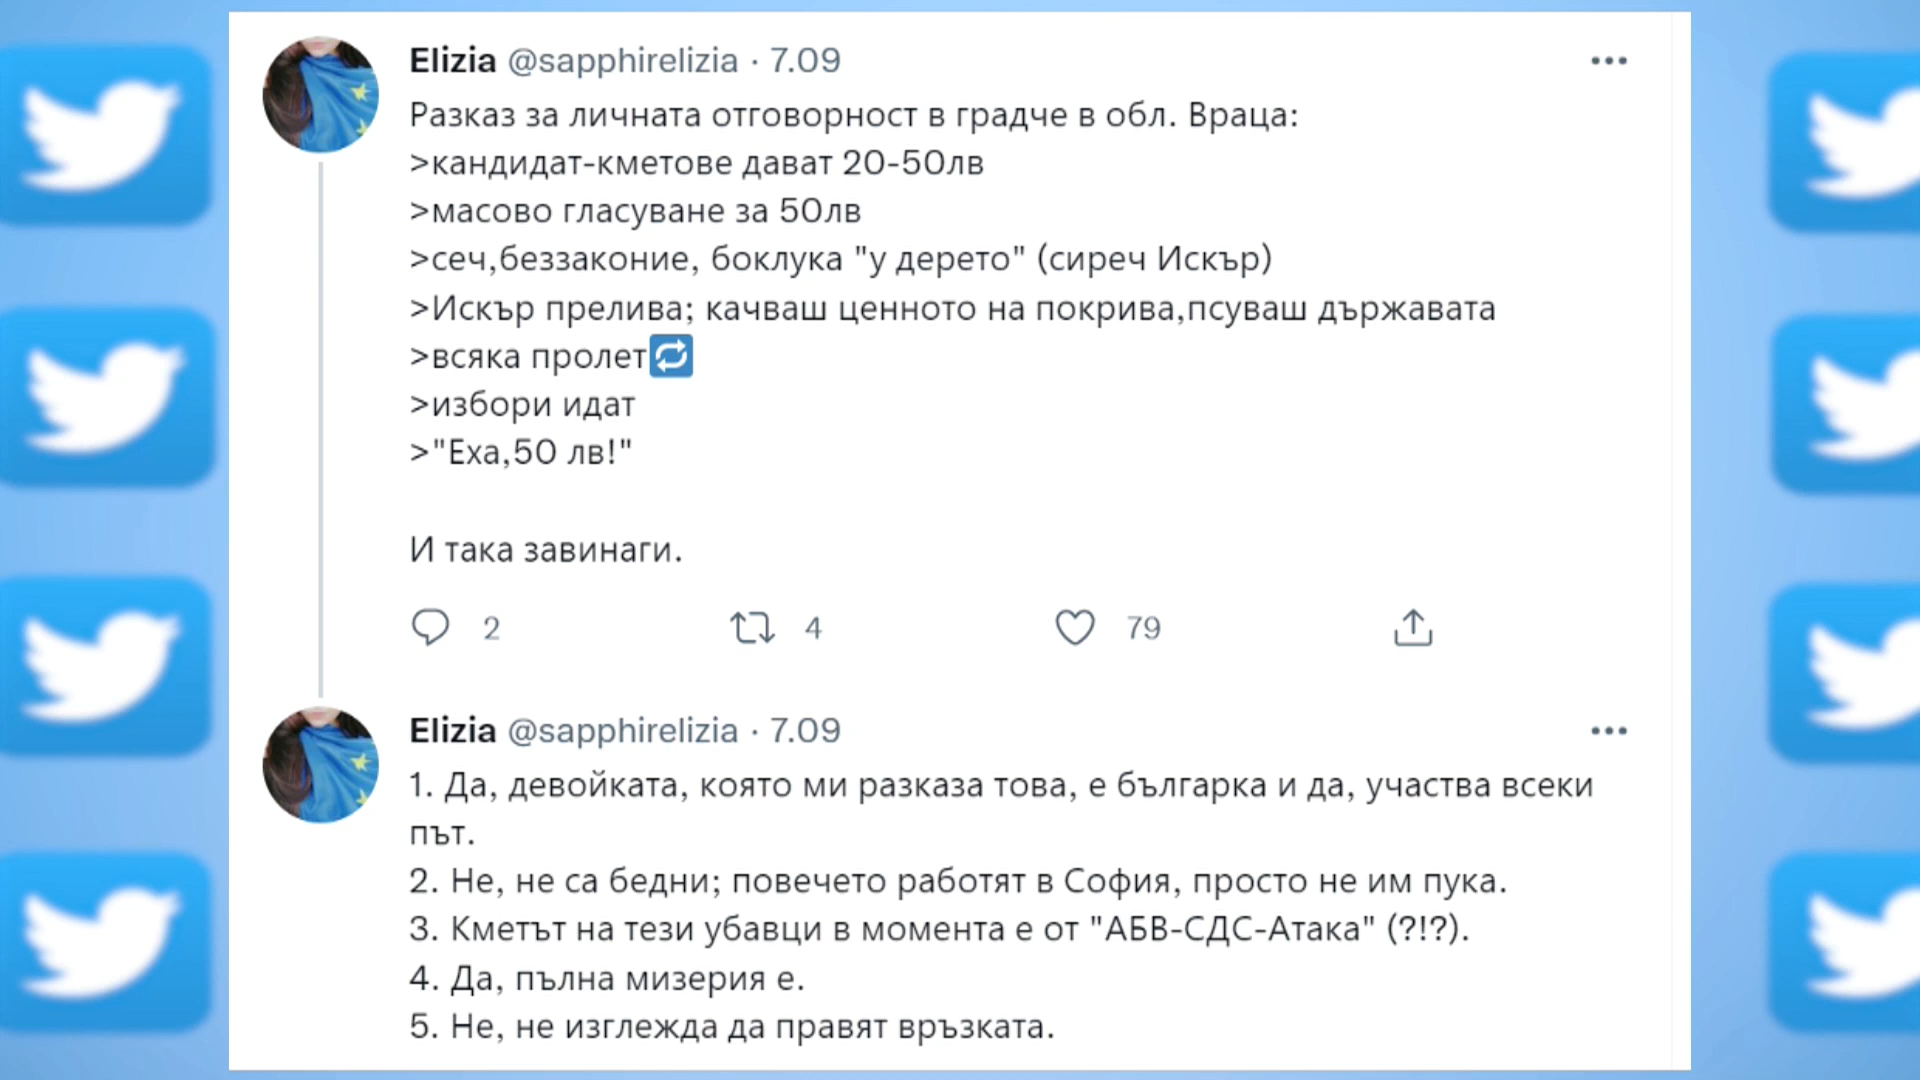 Elizia @sapphirelizia · 7.09
Разказ за личната отговорност в градче в обл. Враца:
>кандидат-кметове дават 20-50лв
>масово гласуване за 50лв
>сеч,беззаконие, боклука "у дерето" (сиреч Искър)
>Искър прелива; качваш ценното на покрива,псуваш държавата
>всяка пролет🔁
>избори идат
>"Еха,50 лв!"
И така завинаги.
2 4 79
Elizia @sapphirelizia · 7.09
1. Да, девойката, която ми разказа това, е българка и да, участва всеки
път.
2. Не, не са бедни; повечето работят в София, просто не им пука.
3. Кметът на тези убавци в момента е от "АБВ-СДС-Атака" (?!?).
4. Да, пълна мизерия е.
5. Не, не изглежда да правят връзката.